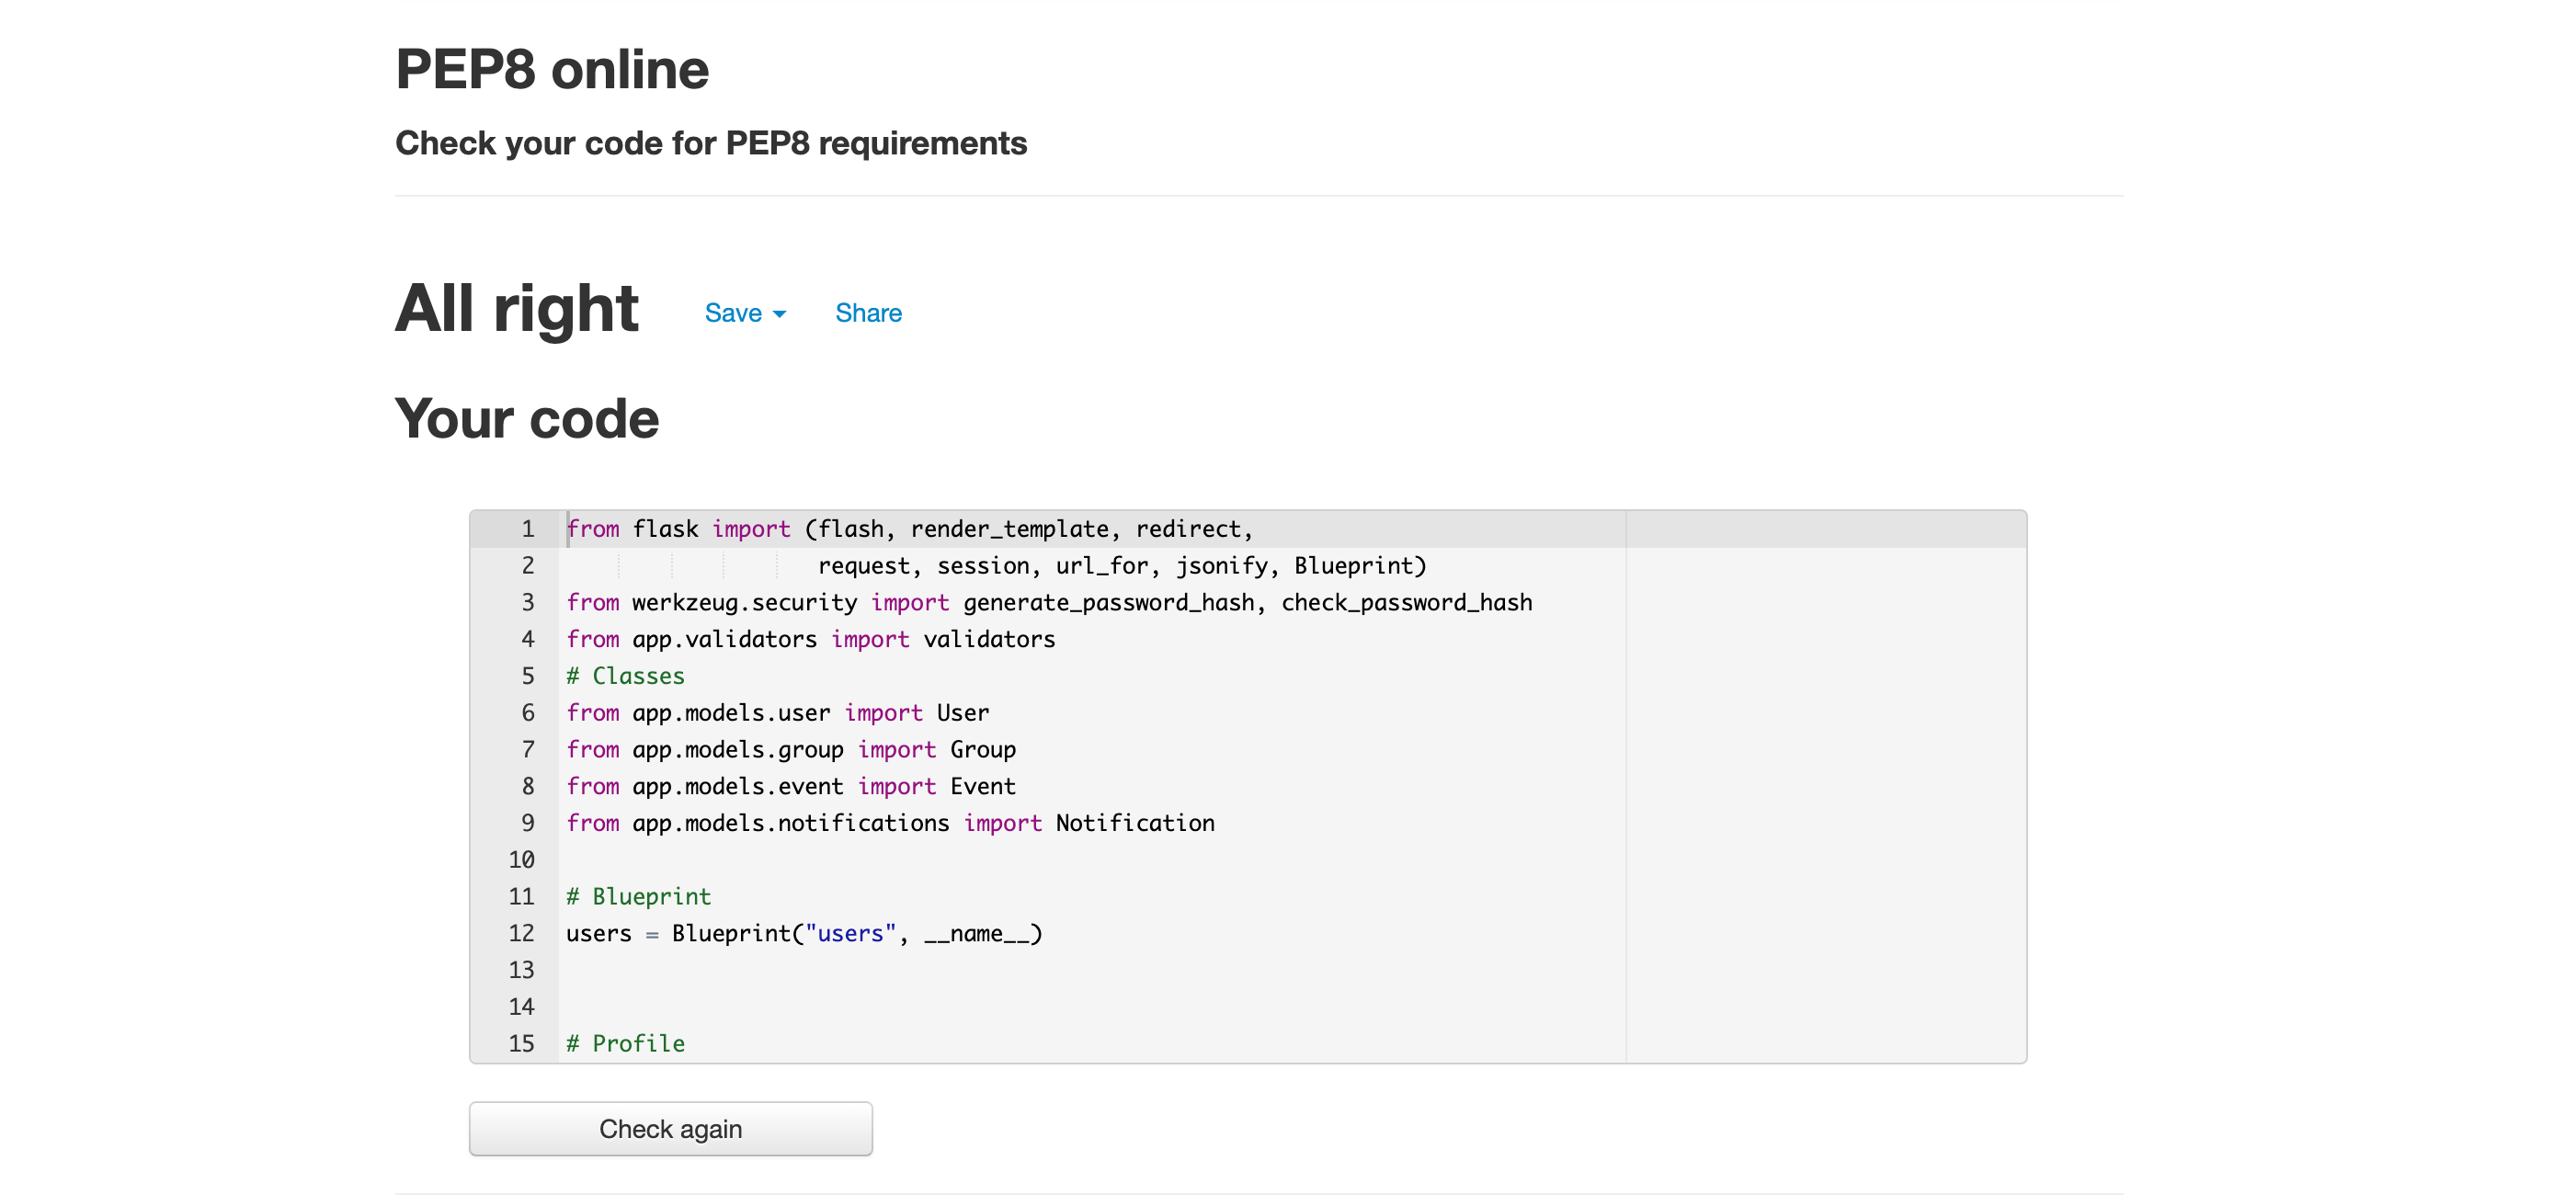 PEP8 online
Check your code for PEP8 requirements
All right Save Share
Your code
1 from flask import (flash, render_template, redirect,
2 request, session, url_for, jsonify, Blueprint)
3 from werkzeug.security import generate_password_hash, check_password_hash
4 from app.validators import validators
5 # Classes
6 from app.models.user import User
7 from app.models.group import Group
8 from app.models.event import Event
9 from app.models.notifications import Notification
10
11 # Blueprint
12 users = Blueprint("users", __name__)
13
14
15 # Profile
Check again